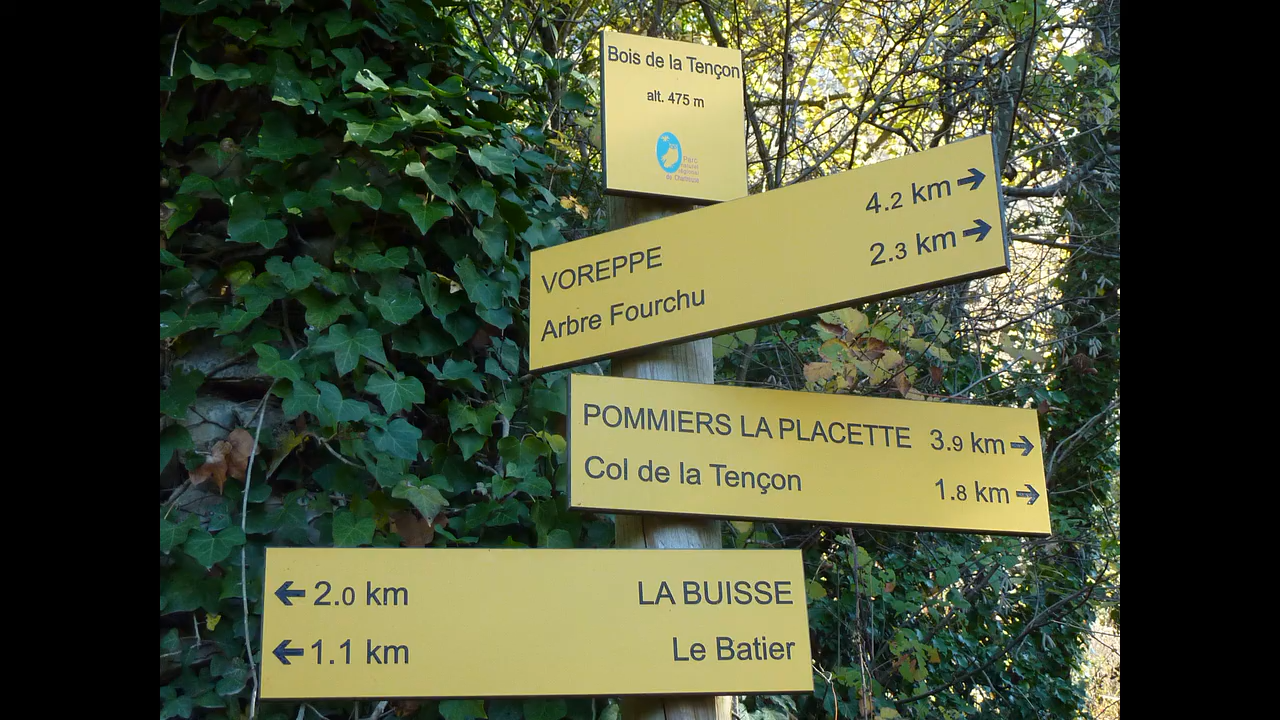 Bois de la Tençon
alt. 475 m
Parc
naturel
régional
de Chartreuse
VOREPPE 4.2 km →
Arbre Fourchu 2.3 km →
POMMIERS LA PLACETTE 3.9 km →
Col de la Tençon 1.8 km →
← 2.0 km LA BUISSE
← 1.1 km Le Batier